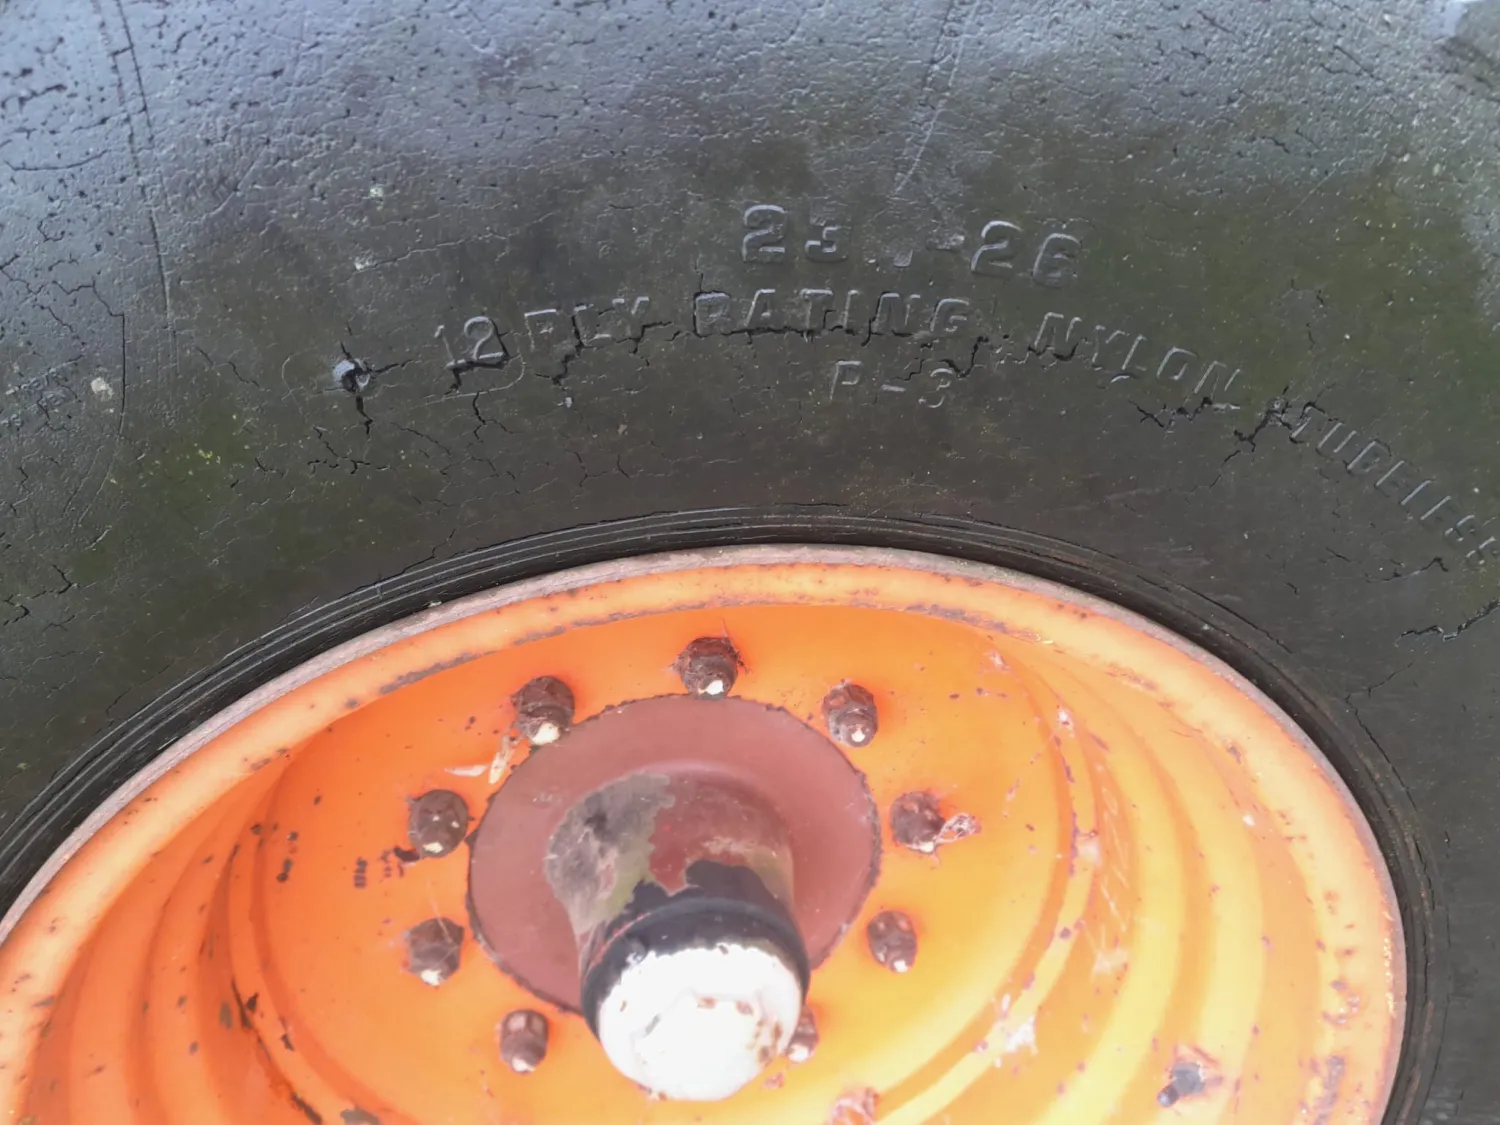 23.1-26
12 PLY RATING NYLON TUBELESS
R-3